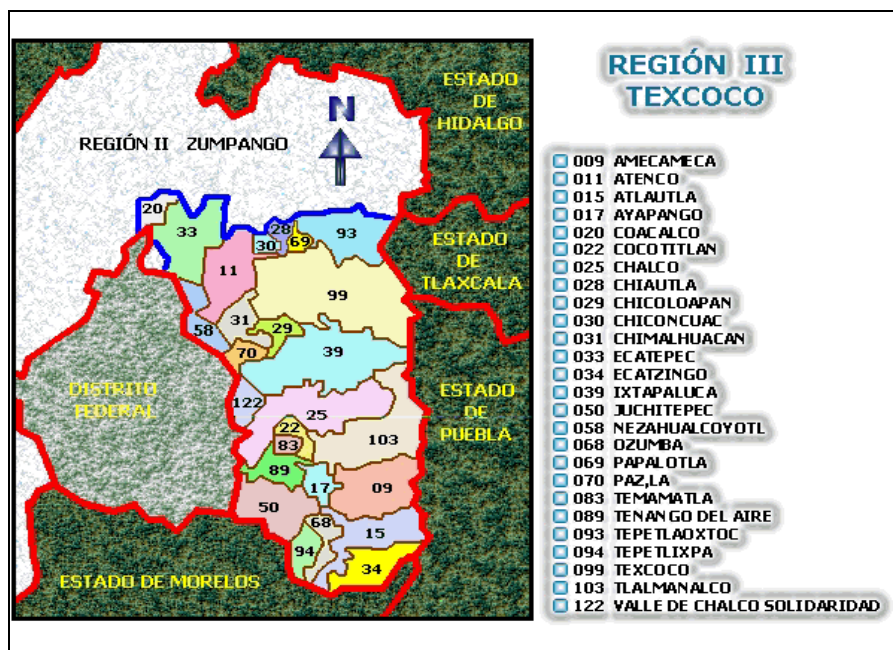 ESTADO
DE
HIDALGO
N
REGIÓN II ZUMPANGO
20
33
28
30
69
93
11
ESTADO
DE
TLAXCALA
99
31
58
29
70
39
DISTRITO
FEDERAL
122
25
ESTADO
DE
PUEBLA
22
83
103
89
17
09
50
68
15
94
34
ESTADO DE MORELOS
REGIÓN III
TEXCOCO
009 AMECAMECA
011 ATENCO
015 ATLAUTLA
017 AYAPANGO
020 COACALCO
022 COCOTITLAN
025 CHALCO
028 CHIAUTLA
029 CHICOLOAPAN
030 CHICONCUAC
031 CHIMALHUACAN
033 ECATEPEC
034 ECATZINGO
039 IXTAPALUCA
050 JUCHITEPEC
058 NEZAHUALCOYOTL
068 OZUMBA
069 PAPALOTLA
070 PAZ,LA
083 TEMAMATLA
089 TENANGO DEL AIRE
093 TEPETLAOXTOC
094 TEPETLIXPA
099 TEXCOCO
103 TLALMANALCO
122 VALLE DE CHALCO SOLIDARIDAD